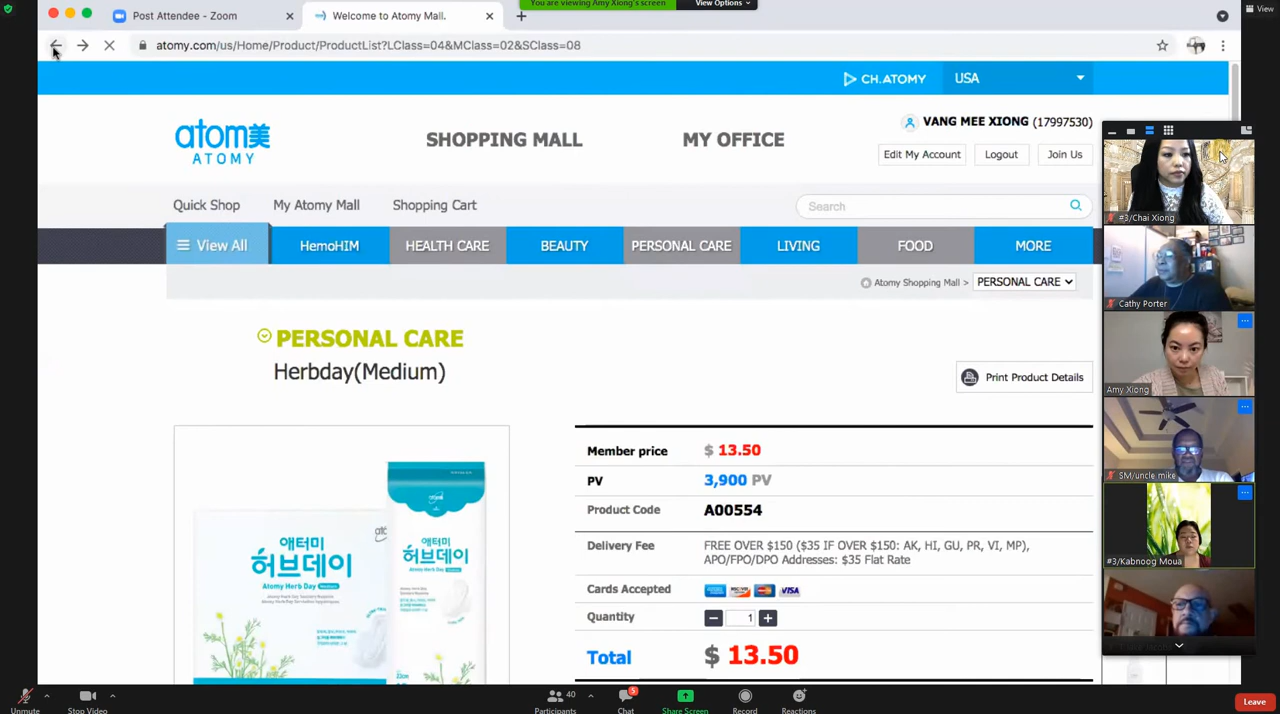 You are viewing Amy Xiong's screen
View Options
View
Post Attendee - Zoom
Welcome to Atomy Mall.
atomy.com/us/Home/Product/ProductList?LClass=04&MClass=02&SClass=08
CH.ATOMY
USA
atom美
ATOMY
SHOPPING MALL
MY OFFICE
VANG MEE XIONG (17997530)
Edit My Account
Logout
Join Us
Quick Shop
My Atomy Mall
Shopping Cart
Search
View All
HemoHIM
HEALTH CARE
BEAUTY
PERSONAL CARE
LIVING
FOOD
MORE
Atomy Shopping Mall >
PERSONAL CARE
PERSONAL CARE
Herbday(Medium)
Print Product Details
애터미
허브데이
Atomy Herb Day
애터미
허브데이
Atomy Herb Day
Member price
$ 13.50
PV
3,900 PV
Product Code
A00554
Delivery Fee
FREE OVER $150 ($35 IF OVER $150: AK, HI, GU, PR, VI, MP),
APO/FPO/DPO Addresses: $35 Flat Rate
Cards Accepted
VISA
Quantity
1
Total
$ 13.50
#3/Chai Xiong
Cathy Porter
Amy Xiong
SM/uncle mike
#3/Kabnoog Moua
Unmute
Stop Video
Participants
40
Chat
5
Share Screen
Record
Reactions
Leave